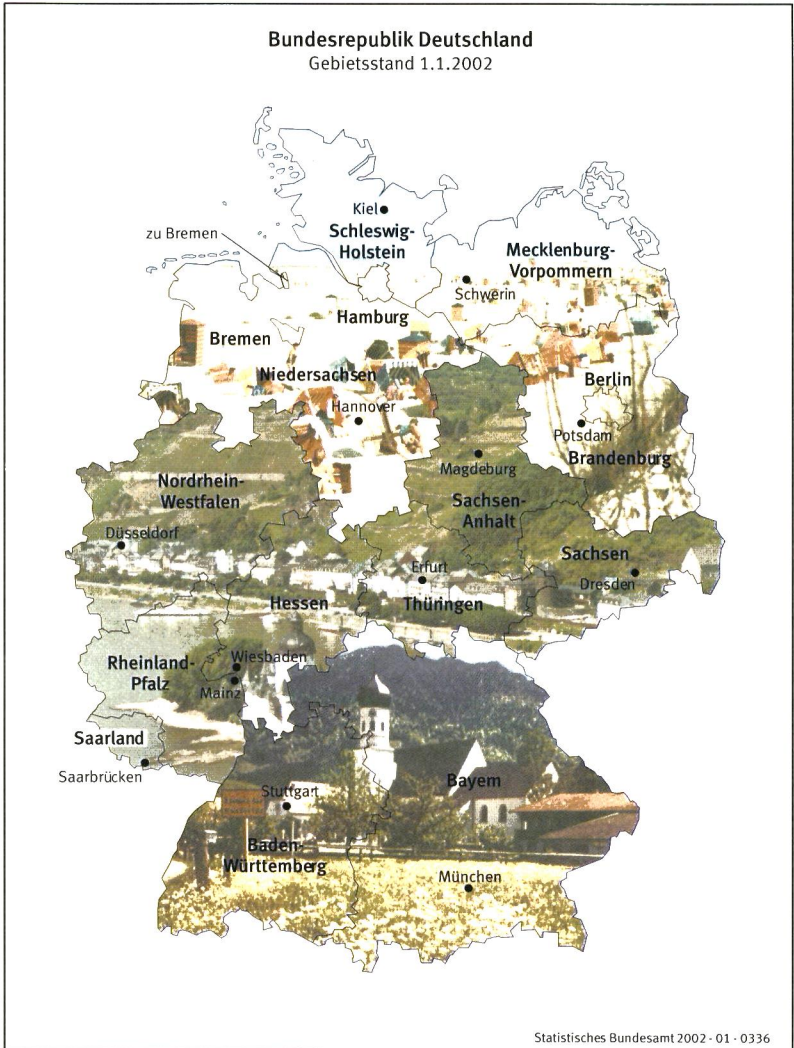 Bundesrepublik Deutschland
Gebietsstand 1.1.2002
Kiel
Schleswig-
Holstein
zu Bremen
Mecklenburg-
Vorpommern
Schwerin
Hamburg
Bremen
Niedersachsen
Berlin
Hannover
Potsdam
Brandenburg
Magdeburg
Nordrhein-
Westfalen
Sachsen-
Anhalt
Düsseldorf
Sachsen
Erfurt
Dresden
Hessen
Thüringen
Wiesbaden
Rheinland-
Pfalz
Mainz
Saarland
Saarbrücken
Bayern
Stuttgart
Baden-
Württemberg
München
Statistisches Bundesamt 2002 - 01 - 0336